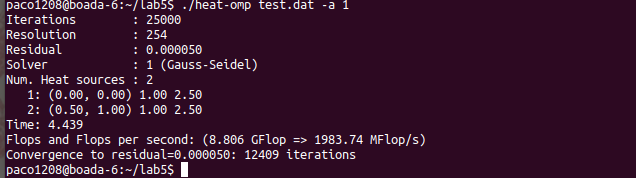 paco1208@boada-6:~/lab5$ ./heat-omp test.dat -a 1
Iterations        : 25000
Resolution        : 254
Residual          : 0.000050
Solver            : 1 (Gauss-Seidel)
Num. Heat sources : 2
   1: (0.00, 0.00) 1.00 2.50
   2: (0.50, 1.00) 1.00 2.50
Time: 4.439
Flops and Flops per second: (8.806 GFlop => 1983.74 MFlop/s)
Convergence to residual=0.000050: 12409 iterations
paco1208@boada-6:~/lab5$